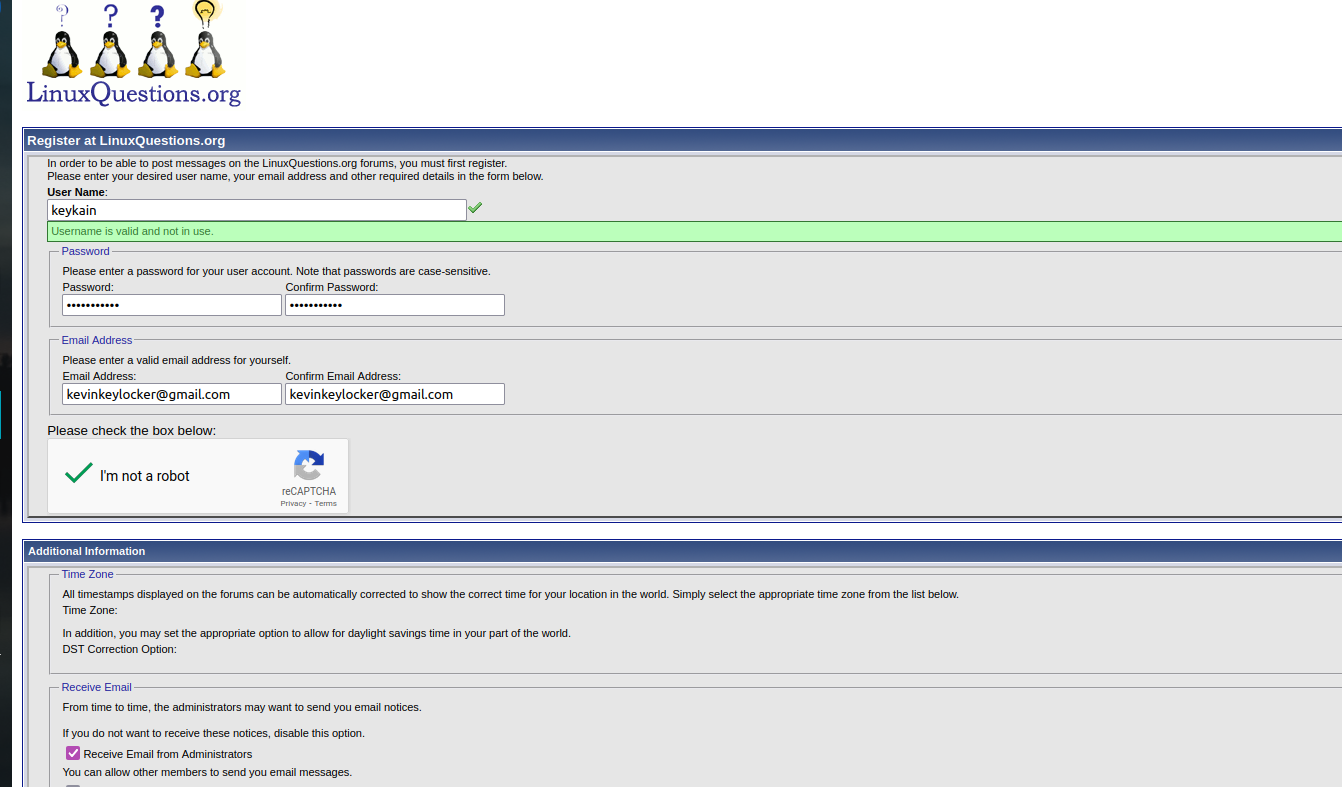 ? ? ?
LinuxQuestions.org
Register at LinuxQuestions.org
In order to be able to post messages on the LinuxQuestions.org forums, you must first register.
Please enter your desired user name, your email address and other required details in the form below.
User Name:
keykain
Username is valid and not in use.
Password
Please enter a password for your user account. Note that passwords are case-sensitive.
Password: Confirm Password:
••••••••••• •••••••••••
Email Address
Please enter a valid email address for yourself.
Email Address: Confirm Email Address:
kevinkeylocker@gmail.com kevinkeylocker@gmail.com
Please check the box below:
I'm not a robot
reCAPTCHA
Privacy - Terms
Additional Information
Time Zone
All timestamps displayed on the forums can be automatically corrected to show the correct time for your location in the world. Simply select the appropriate time zone from the list below.
Time Zone:
In addition, you may set the appropriate option to allow for daylight savings time in your part of the world.
DST Correction Option:
Receive Email
From time to time, the administrators may want to send you email notices.
If you do not want to receive these notices, disable this option.
Receive Email from Administrators
You can allow other members to send you email messages.